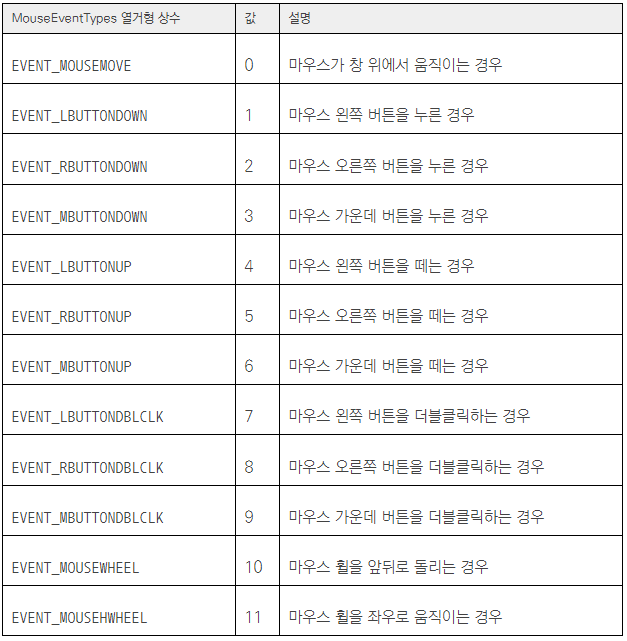 MouseEventTypes 열거형 상수 값 설명
EVENT_MOUSEMOVE 0 마우스가 창 위에서 움직이는 경우
EVENT_LBUTTONDOWN 1 마우스 왼쪽 버튼을 누른 경우
EVENT_RBUTTONDOWN 2 마우스 오른쪽 버튼을 누른 경우
EVENT_MBUTTONDOWN 3 마우스 가운데 버튼을 누른 경우
EVENT_LBUTTONUP 4 마우스 왼쪽 버튼을 떼는 경우
EVENT_RBUTTONUP 5 마우스 오른쪽 버튼을 떼는 경우
EVENT_MBUTTONUP 6 마우스 가운데 버튼을 떼는 경우
EVENT_LBUTTONDBLCLK 7 마우스 왼쪽 버튼을 더블클릭하는 경우
EVENT_RBUTTONDBLCLK 8 마우스 오른쪽 버튼을 더블클릭하는 경우
EVENT_MBUTTONDBLCLK 9 마우스 가운데 버튼을 더블클릭하는 경우
EVENT_MOUSEWHEEL 10 마우스 휠을 앞뒤로 돌리는 경우
EVENT_MOUSEHWHEEL 11 마우스 휠을 좌우로 움직이는 경우